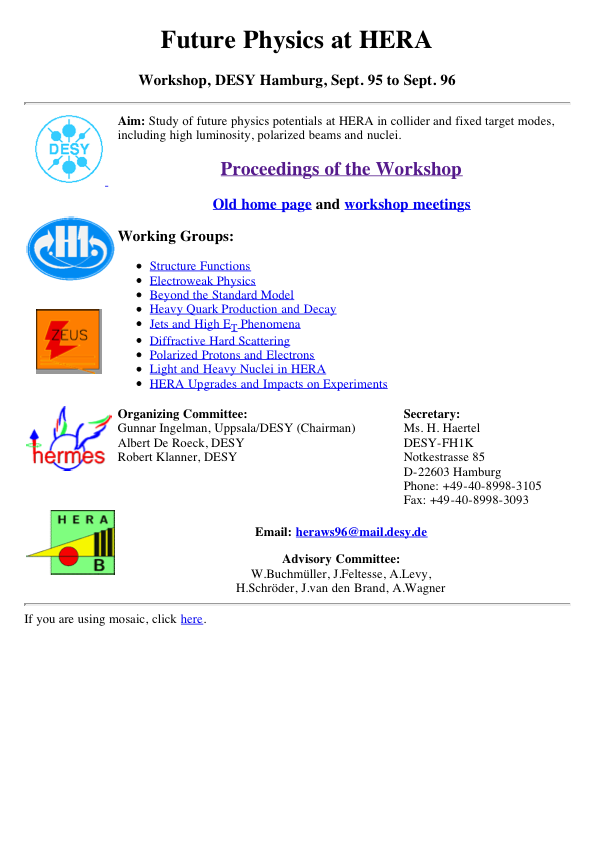 Future Physics at HERA
Workshop, DESY Hamburg, Sept. 95 to Sept. 96
DESY
Aim: Study of future physics potentials at HERA in collider and fixed target modes,
including high luminosity, polarized beams and nuclei.
Proceedings of the Workshop
Old home page and workshop meetings
H1
Working Groups:
• Structure Functions
• Electroweak Physics
• Beyond the Standard Model
• Heavy Quark Production and Decay
• Jets and High ET Phenomena
• Diffractive Hard Scattering
• Polarized Protons and Electrons
• Light and Heavy Nuclei in HERA
• HERA Upgrades and Impacts on Experiments
ZEUS
hermes
Organizing Committee:
Gunnar Ingelman, Uppsala/DESY (Chairman)
Albert De Roeck, DESY
Robert Klanner, DESY
Secretary:
Ms. H. Haertel
DESY-FH1K
Notkestrasse 85
D-22603 Hamburg
Phone: +49-40-8998-3105
Fax: +49-40-8998-3093
HERA
B
Email: heraws96@mail.desy.de
Advisory Committee:
W.Buchmüller, J.Feltesse, A.Levy,
H.Schröder, J.van den Brand, A.Wagner
If you are using mosaic, click here.